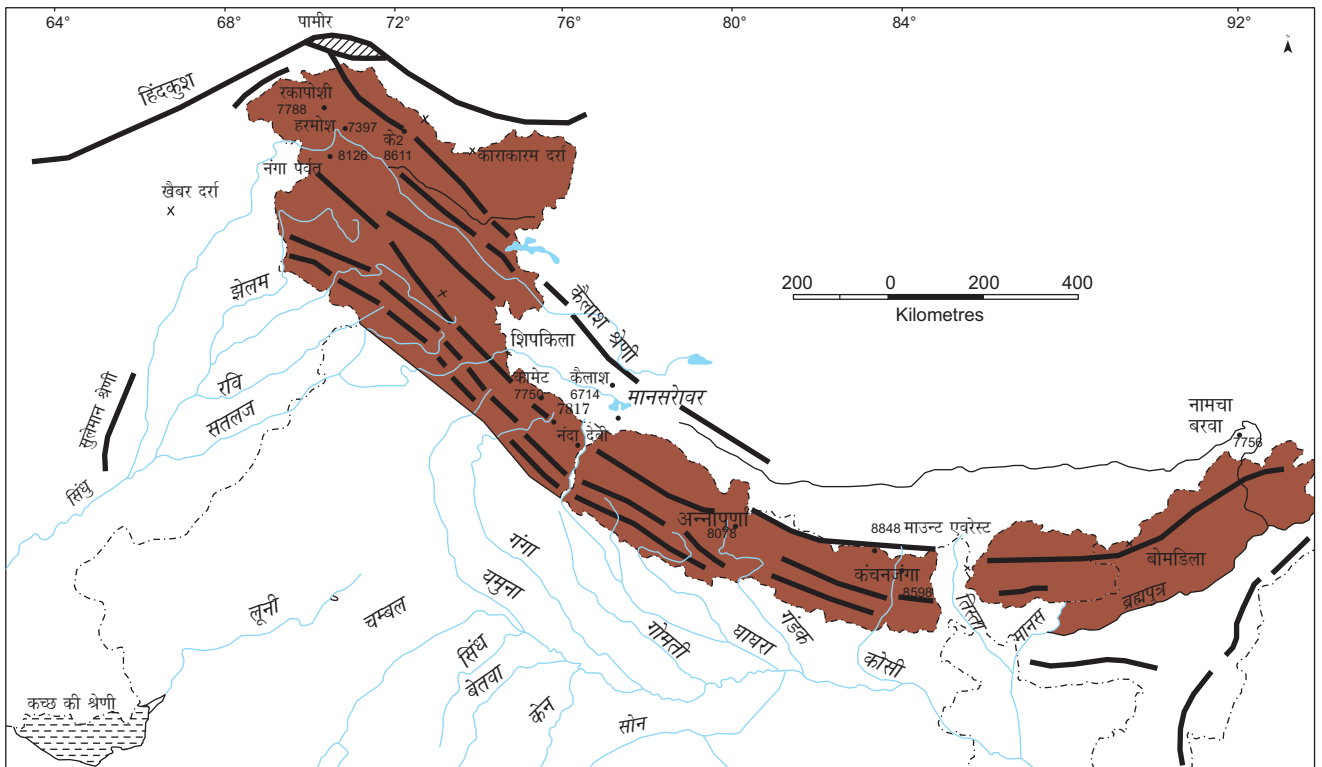 64° 68° 72° 76° 80° 84° 92°
पामीर
N
हिंदकुश
रकापोशी
7788
हरमोश 7397
के2
8611
काराकारम दर्रा
8126
नंगा पर्वत
खैबर दर्रा
झेलम
कैलाश श्रेणी
200 0 200 400
Kilometres
शिपकिला
सुलेमान श्रेणी
रवि
सतलज
कामेट
7750
कैलाश
6714
7817
मानसरोवर
नंदा देवी
नामचा
बरवा
7756
सिंधु
अन्नापूर्णा
8078
8848 माउन्ट एवरेस्ट
कंचनजंगा
8598
बोमडिला
ब्रह्मपुत्र
गंगा
यमुना
लूनी
चम्बल
सिंध
बेतवा
केन
सोन
गोमती
घाघरा
गंडक
कोसी
तिस्ता
मानस
कच्छ की श्रेणी